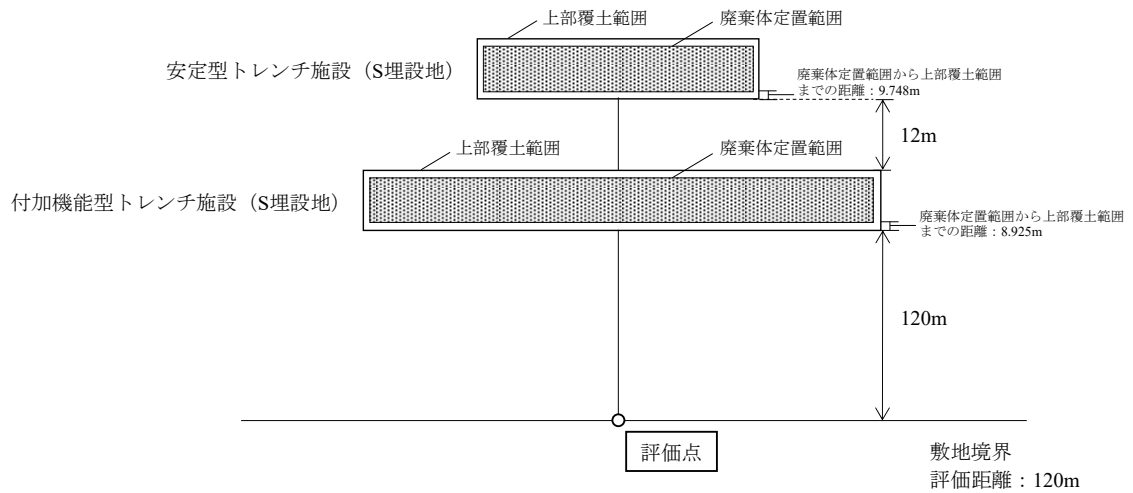 上部覆土範囲
廃棄体定置範囲
安定型トレンチ施設（S埋設地）
廃棄体定置範囲から上部覆土範囲
までの距離：9.748m
12m
上部覆土範囲
廃棄体定置範囲
付加機能型トレンチ施設（S埋設地）
廃棄体定置範囲から上部覆土範囲
までの距離：8.925m
120m
評価点
敷地境界
評価距離：120m